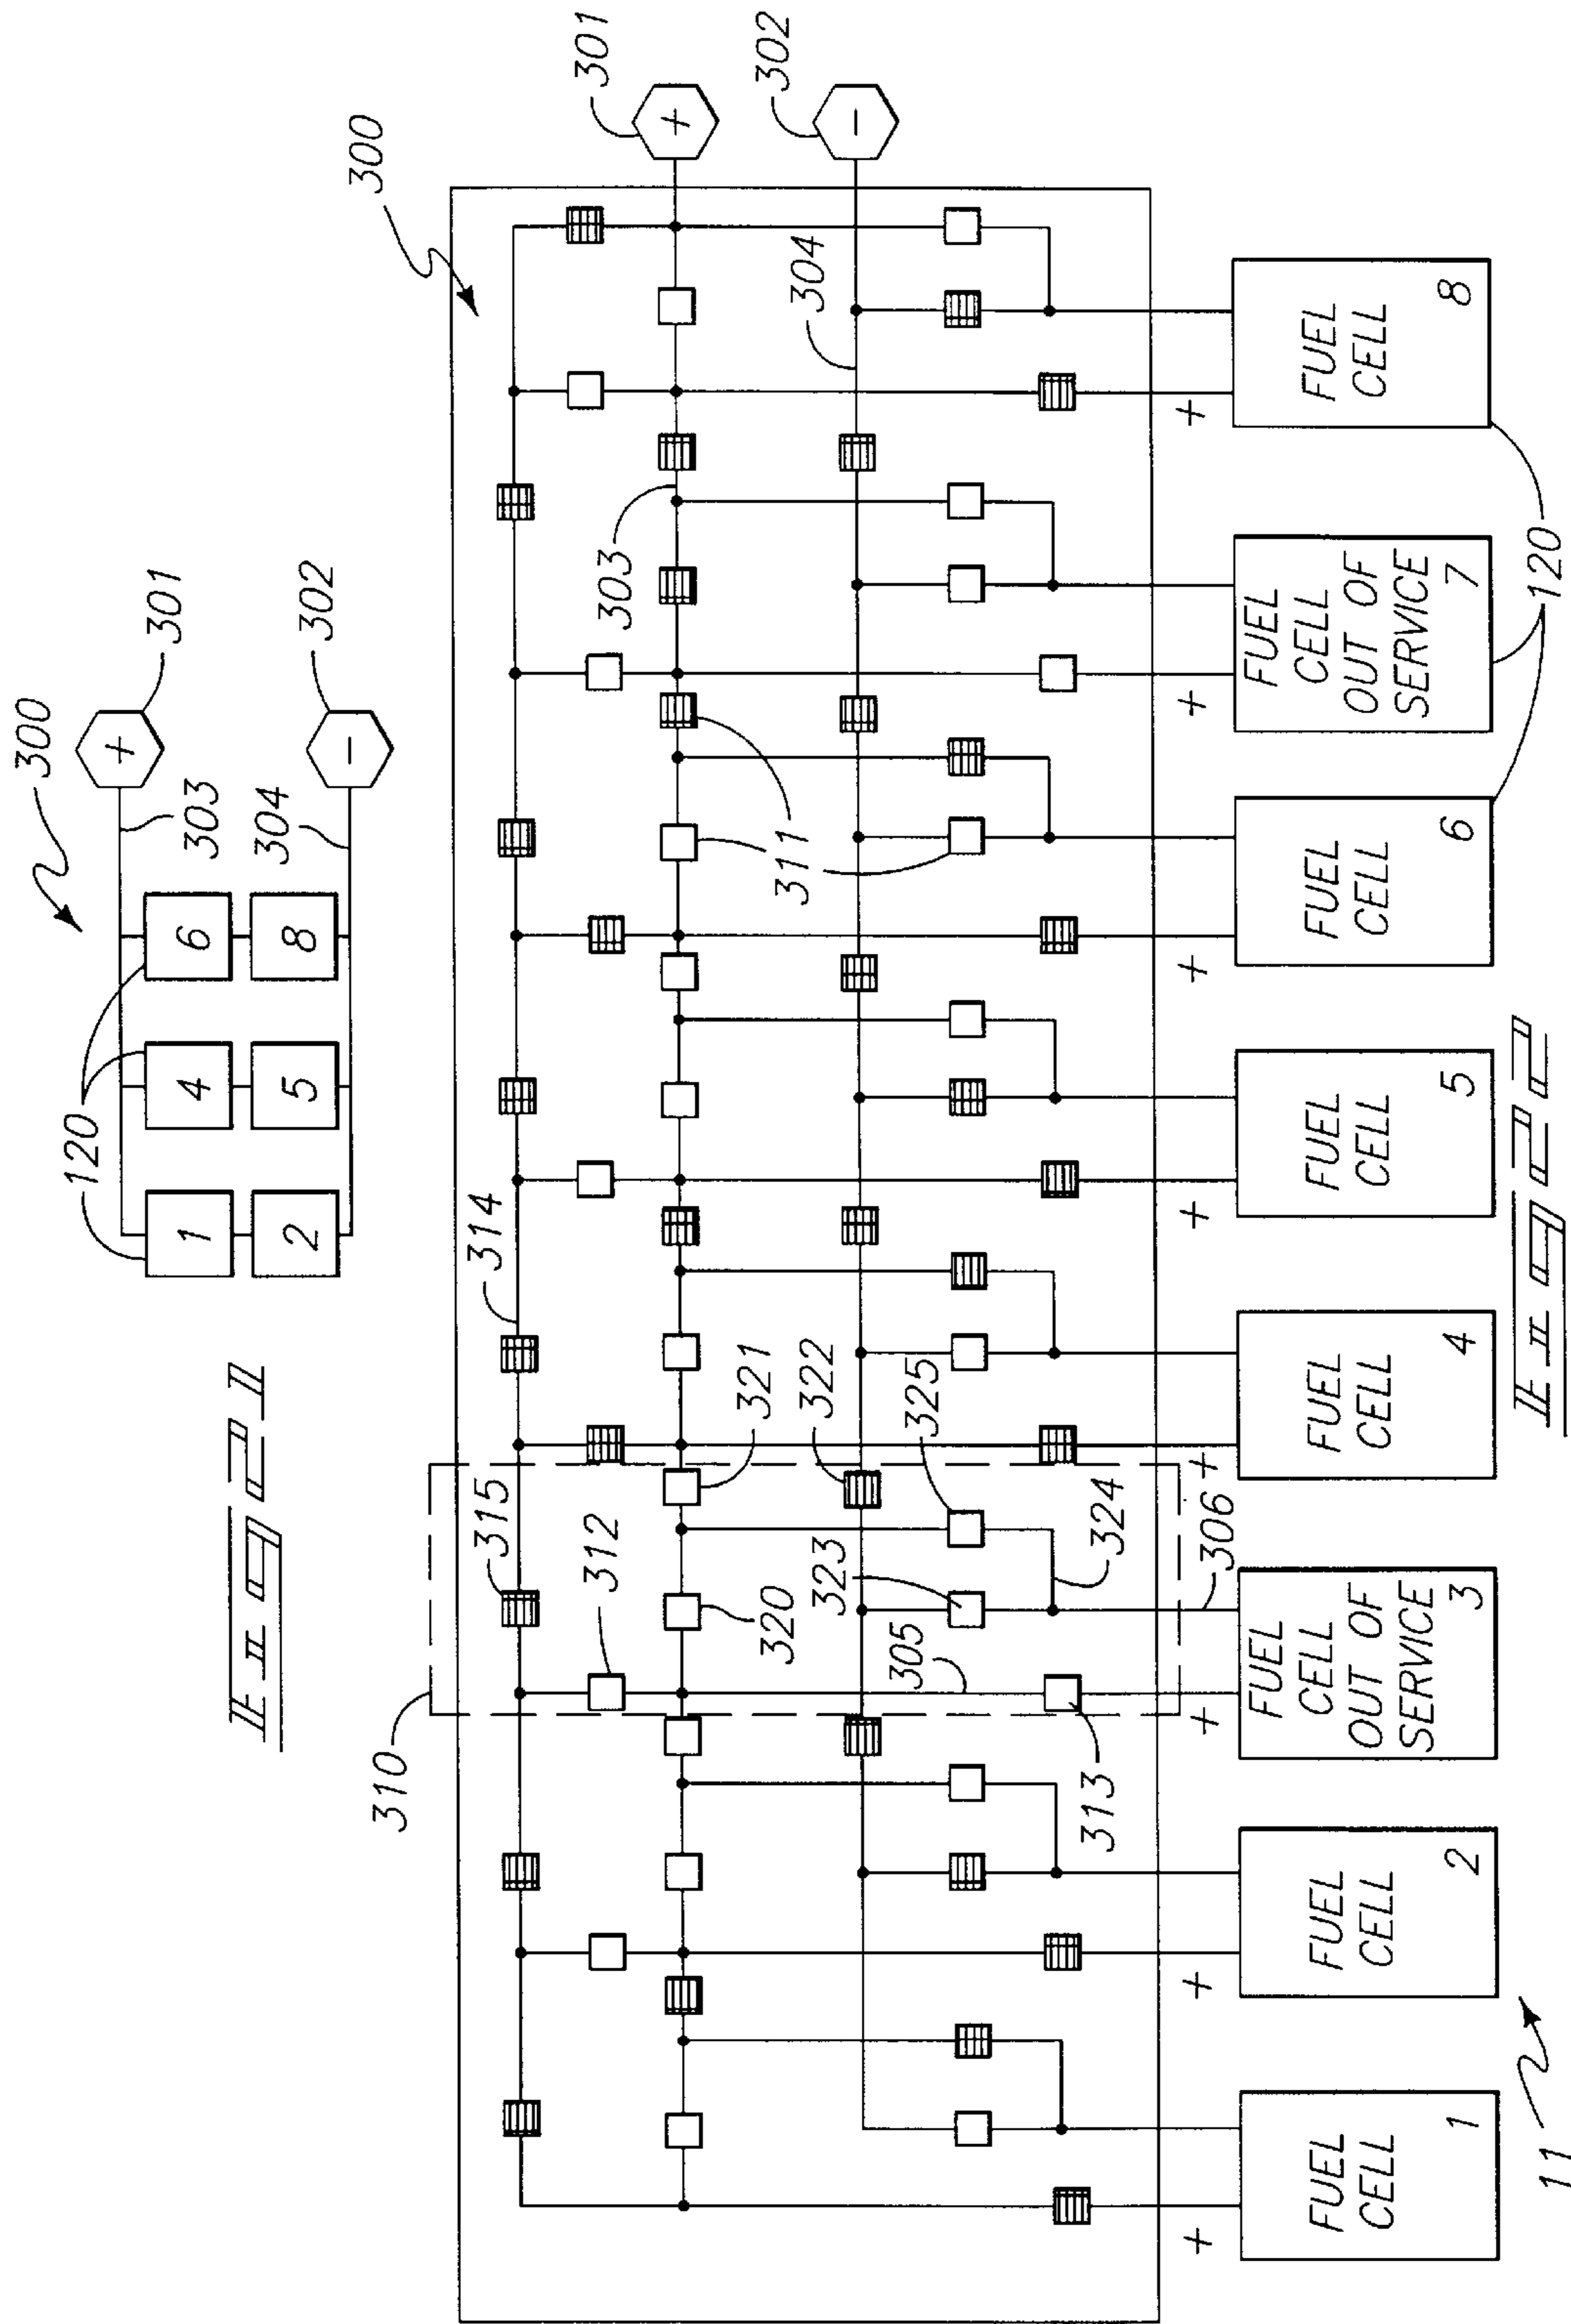 300
+
301
303
304
-
302
120
6
8
4
5
1
2
FIG 21
300
301
+
302
-
304
303
311
314
315
312
310
321
320
322
323
325
324
305
313
306
+
FUEL
CELL
1
+
FUEL
CELL
2
+
FUEL
CELL
OUT OF
SERVICE
3
+
FUEL
CELL
4
+
FUEL
CELL
5
+
FUEL
CELL
6
+
FUEL
CELL
OUT OF
SERVICE
7
+
FUEL
CELL
8
120
11
FIG 22